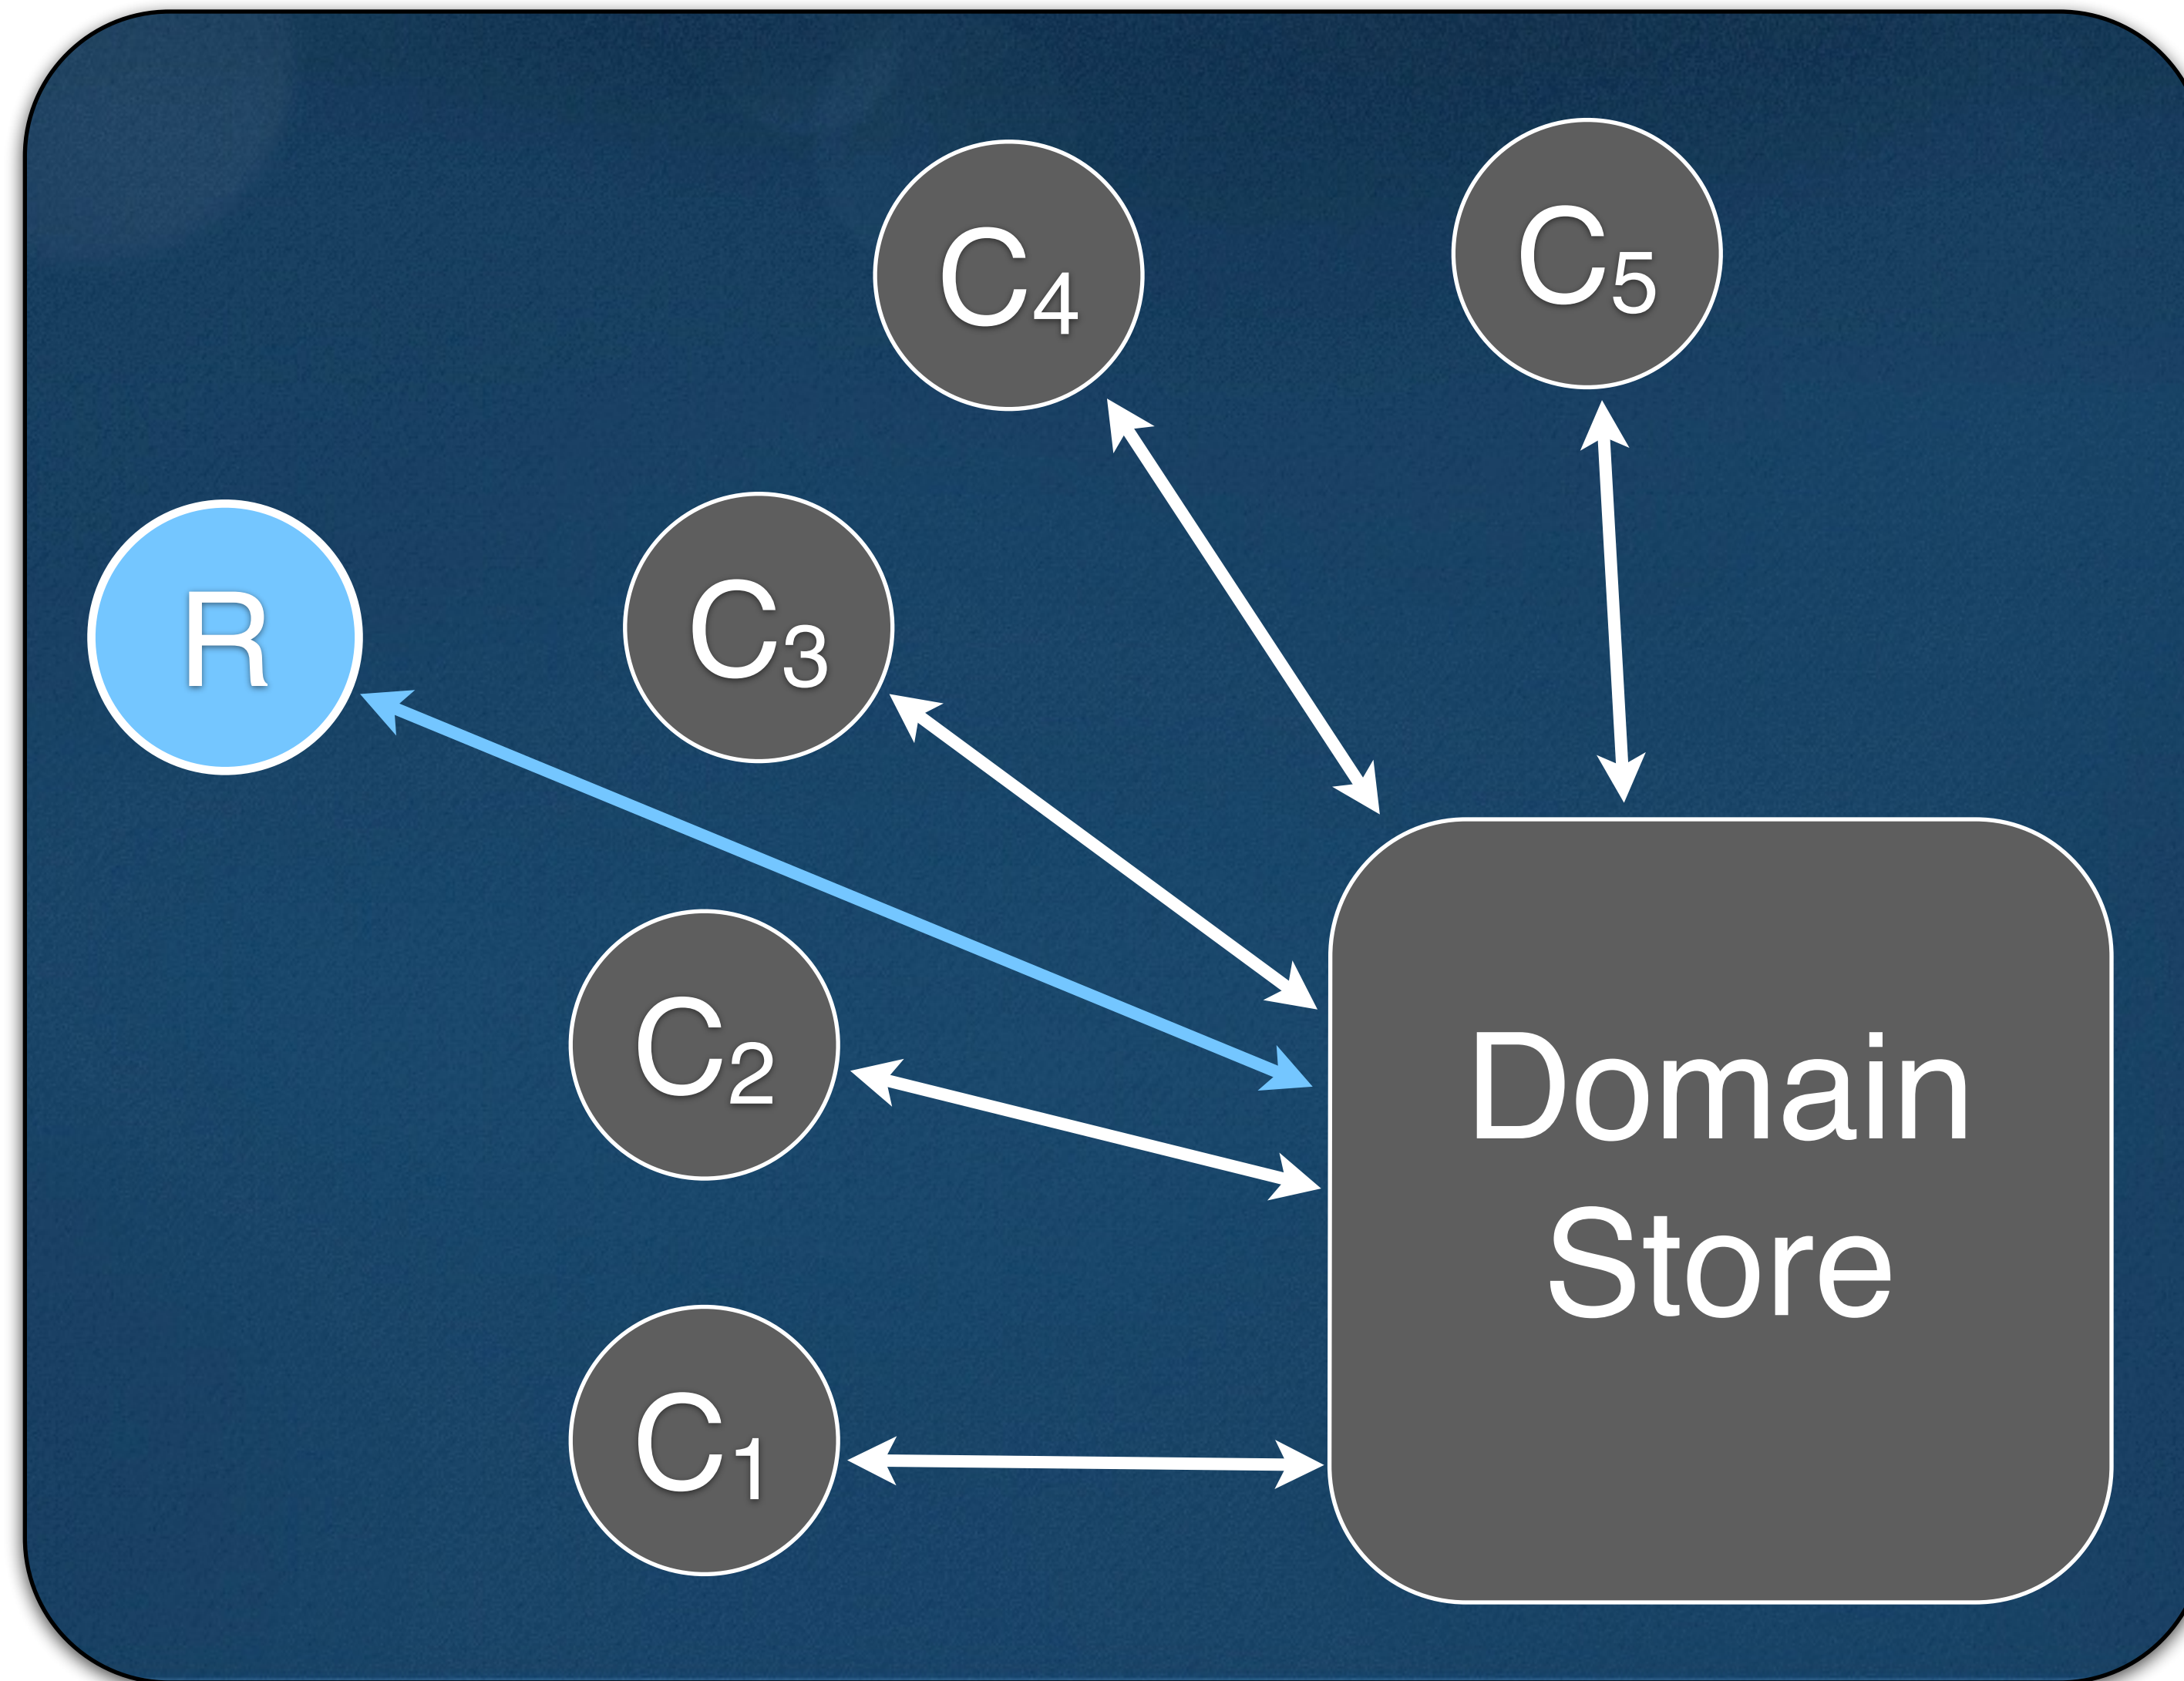 C₄
C₅
R
C₃
C₂
Domain
Store
C₁